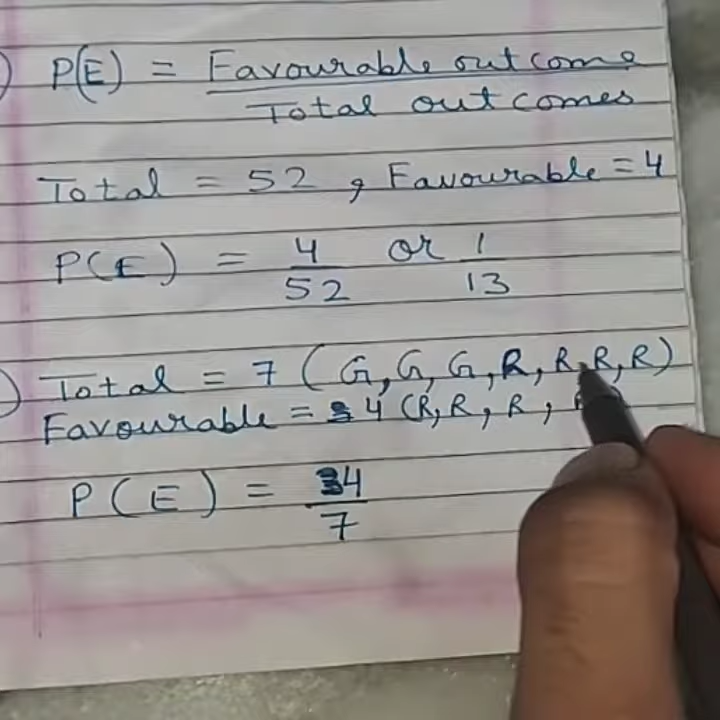 ) P(E) = Favourable outcome
Total outcomes
Total = 52, Favourable = 4
P(E) = 4/52 or 1/13
) Total = 7 (G, G, G, R, R, R, R)
Favourable = 4 (R, R, R,
P(E) = 4/7